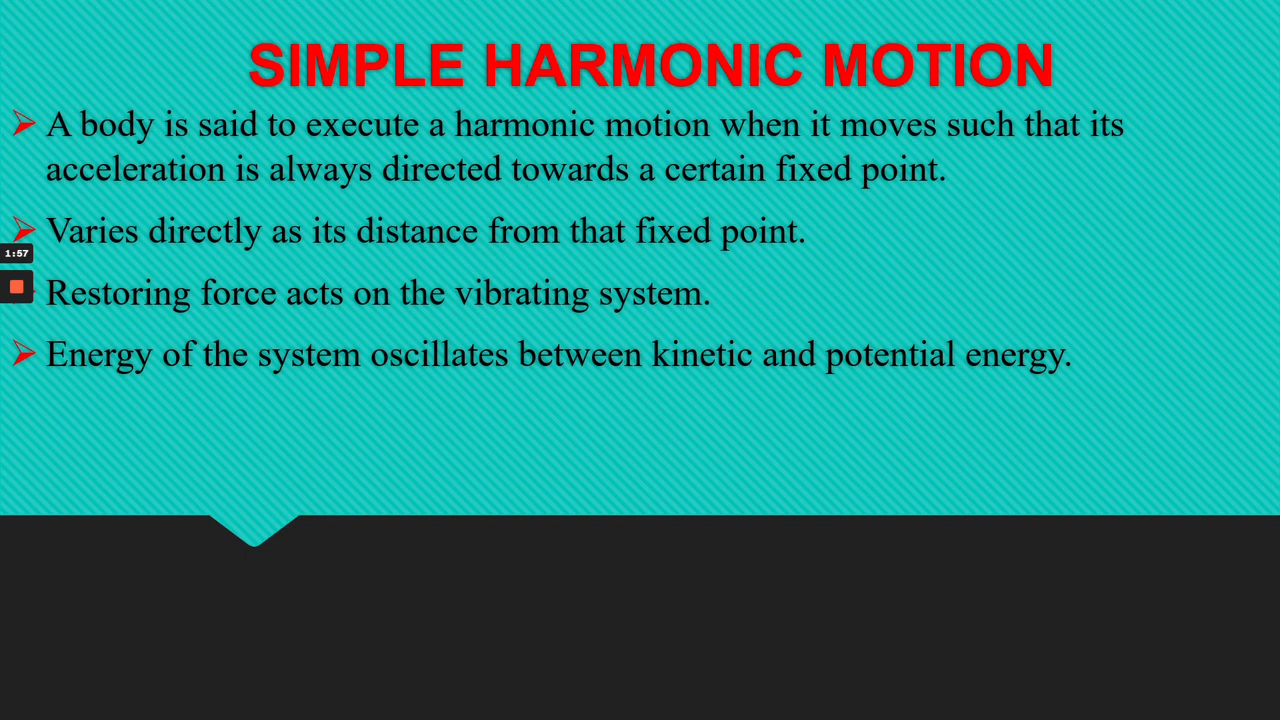 SIMPLE HARMONIC MOTION
A body is said to execute a harmonic motion when it moves such that its
acceleration is always directed towards a certain fixed point.
Varies directly as its distance from that fixed point.
1:57
Restoring force acts on the vibrating system.
Energy of the system oscillates between kinetic and potential energy.